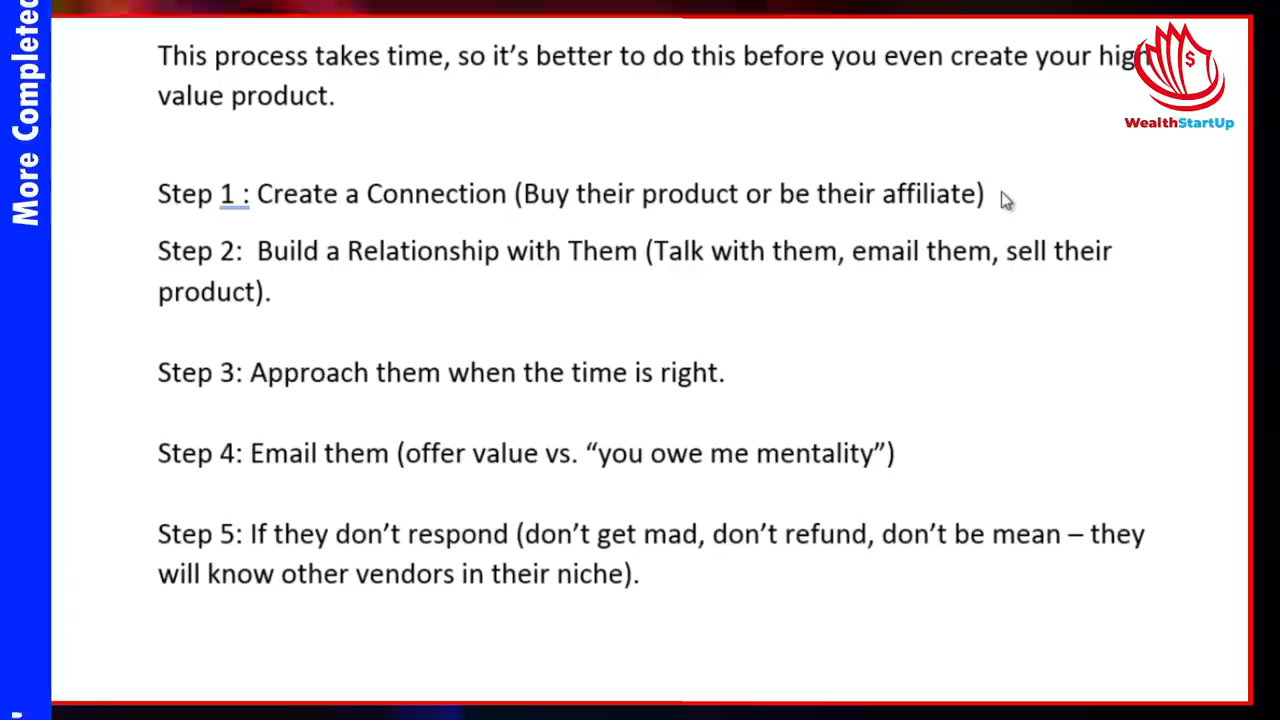 This process takes time, so it's better to do this before you even create your high
value product.
$
WealthStartUp
Step 1 : Create a Connection (Buy their product or be their affiliate)
Step 2:  Build a Relationship with Them (Talk with them, email them, sell their
product).
Step 3: Approach them when the time is right.
Step 4: Email them (offer value vs. “you owe me mentality”)
Step 5: If they don’t respond (don’t get mad, don’t refund, don’t be mean – they
will know other vendors in their niche).
More Completed